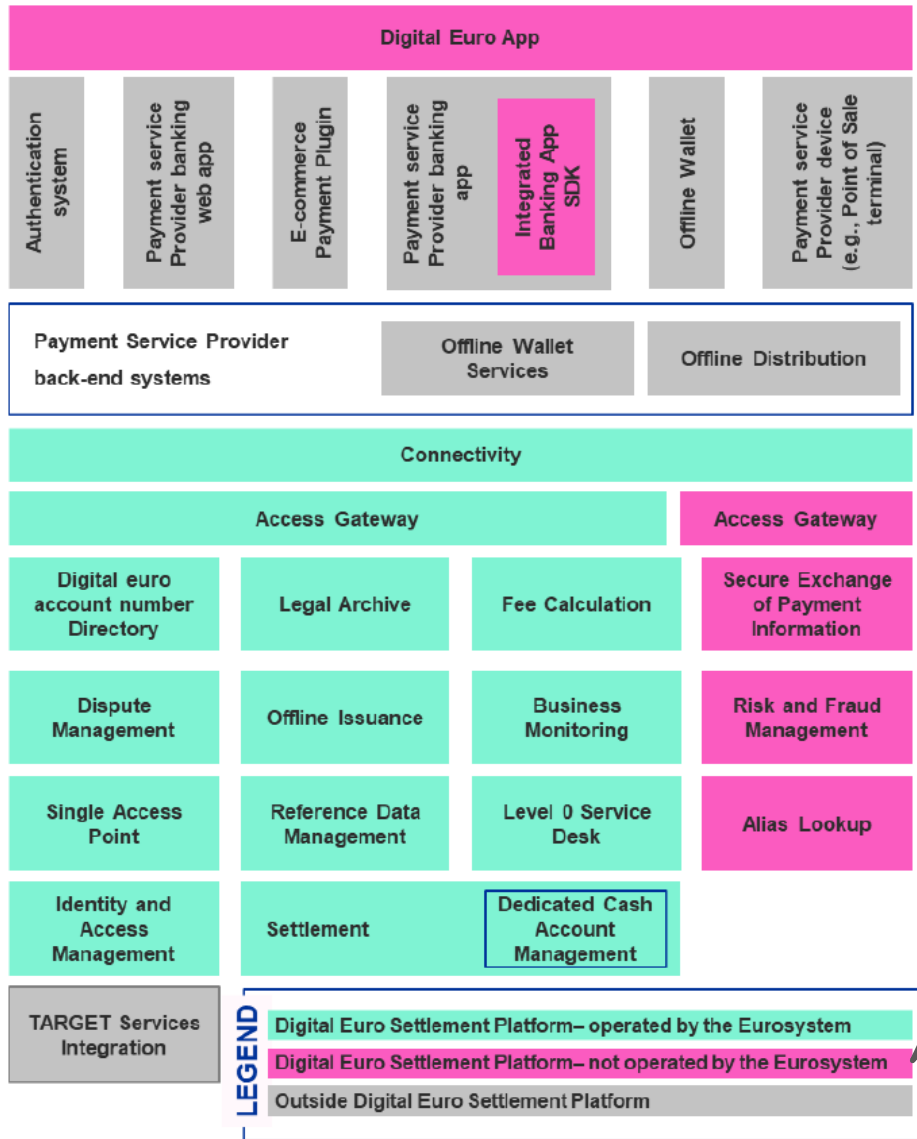 Digital Euro App
Authentication
system
Payment service
Provider banking
web app
E-commerce
Payment Plugin
Payment service
Provider banking
app
Integrated
Banking App
SDK
Offline Wallet
Payment service
Provider device
(e.g., Point of Sale
terminal)
Payment Service Provider
back-end systems
Offline Wallet
Services
Offline Distribution
Connectivity
Access Gateway
Access Gateway
Digital euro
account number
Directory
Legal Archive
Fee Calculation
Secure Exchange
of Payment
Information
Dispute
Management
Offline Issuance
Business
Monitoring
Risk and Fraud
Management
Single Access
Point
Reference Data
Management
Level 0 Service
Desk
Alias Lookup
Identity and
Access
Management
Settlement
Dedicated Cash
Account
Management
TARGET Services
Integration
LEGEND
Digital Euro Settlement Platform– operated by the Eurosystem
Digital Euro Settlement Platform– not operated by the Eurosystem
Outside Digital Euro Settlement Platform